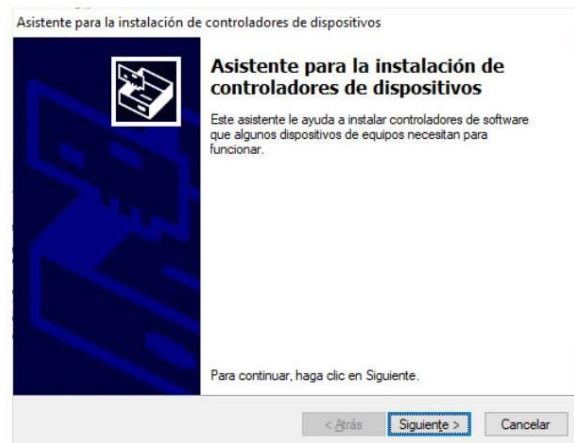 Asistente para la instalación de controladores de dispositivos
Asistente para la instalación de
controladores de dispositivos
Este asistente le ayuda a instalar controladores de software
que algunos dispositivos de equipos necesitan para
funcionar.
Para continuar, haga clic en Siguiente.
< Atrás Siguiente > Cancelar